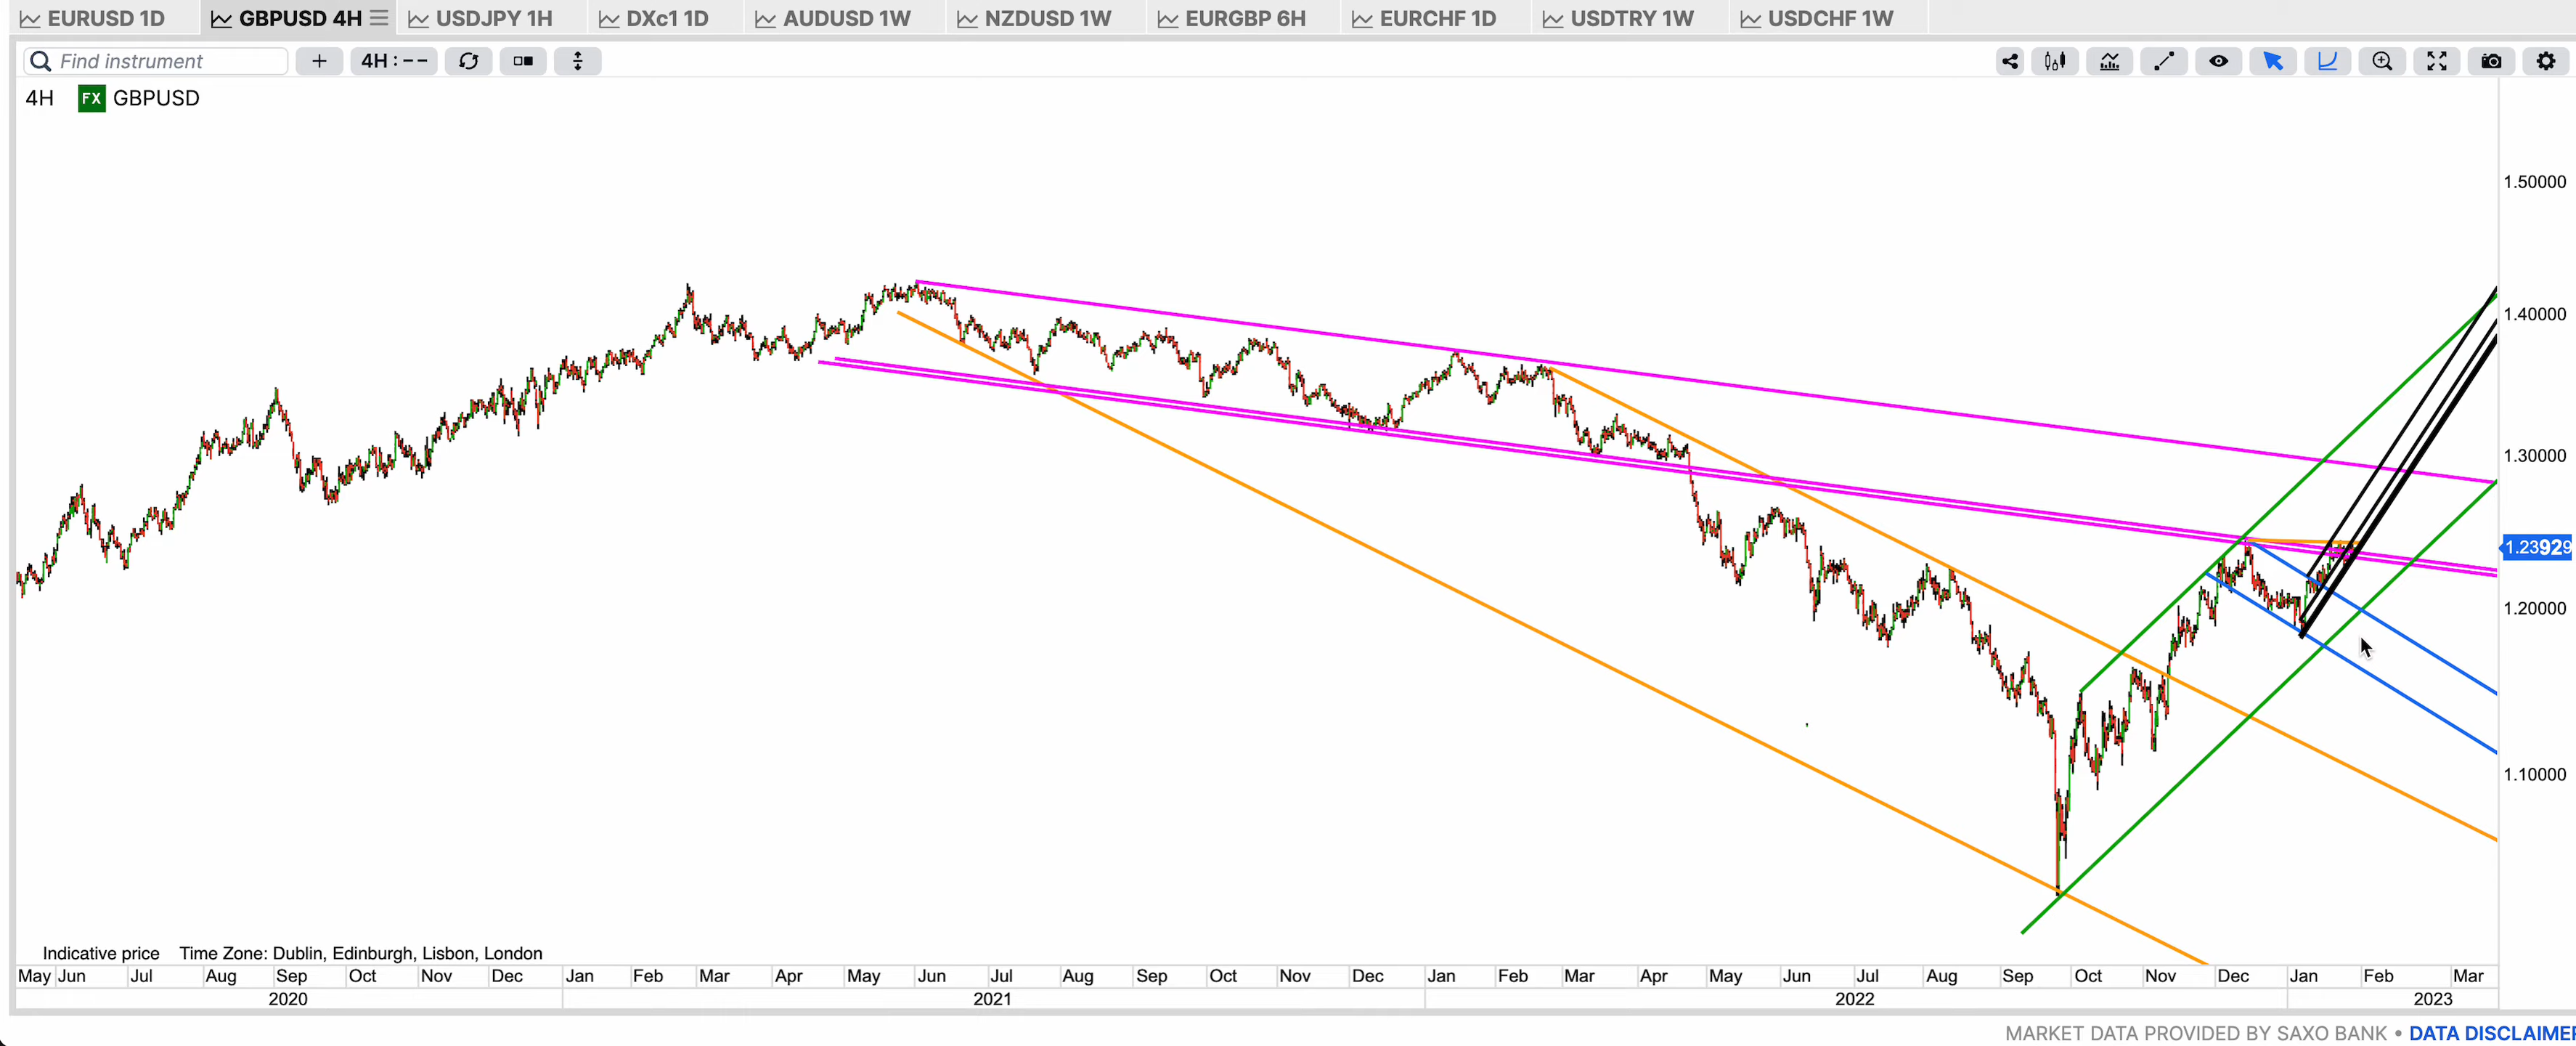 EURUSD 1D GBPUSD 4H USDJPY 1H DXc1 1D AUDUSD 1W NZDUSD 1W EURGBP 6H EURCHF 1D USDTRY 1W USDCHF 1W
Find instrument + 4H : --
4H FX GBPUSD
1.50000
1.40000
1.30000
1.23929
1.20000
1.10000
Indicative price Time Zone: Dublin, Edinburgh, Lisbon, London
May Jun Jul Aug Sep Oct Nov Dec Jan Feb Mar Apr May Jun Jul Aug Sep Oct Nov Dec Jan Feb Mar Apr May Jun Jul Aug Sep Oct Nov Dec Jan Feb Mar
2020 2021 2022 2023
MARKET DATA PROVIDED BY SAXO BANK • DATA DISCLAIMER